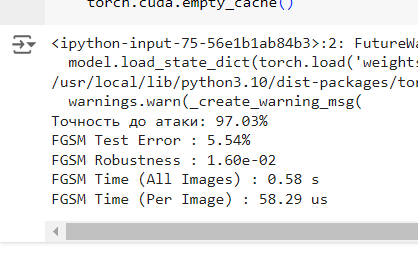 torch.cuda.empty_cache()
<ipython-input-75-56e1b1ab84b3>:2: FutureWa
model.load_state_dict(torch.load('weights
/usr/local/lib/python3.10/dist-packages/tor
warnings.warn(_create_warning_msg(
Точность до атаки: 97.03%
FGSM Test Error : 5.54%
FGSM Robustness : 1.60e-02
FGSM Time (All Images) : 0.58 s
FGSM Time (Per Image) : 58.29 us